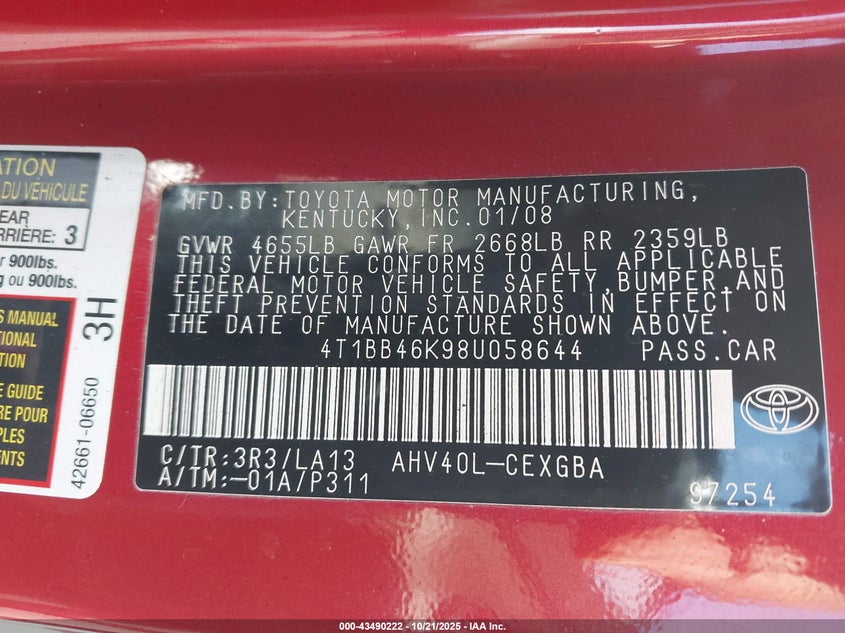 ATION
DU VÉHICULE
EAR
ARRIÈRE: 3
r 900lbs.
g ou 900lbs.
S MANUAL
TIONAL
TION
E GUIDE
RE POUR
PLES
ENTS
42661-06650
3H
MFD.BY:TOYOTA MOTOR MANUFACTURING,
KENTUCKY,INC.01/08
GVWR 4655LB GAWR FR 2668LB RR 2359LB
THIS VEHICLE CONFORMS TO ALL APPLICABLE
FEDERAL MOTOR VEHICLE SAFETY,BUMPER,AND
THEFT PREVENTION STANDARDS IN EFFECT ON
THE DATE OF MANUFACTURE SHOWN ABOVE.
4T1BB46K98U058644 PASS.CAR
C/TR:3R3/LA13 AHV40L-CEXGBA
A/TM:-01A/P311
97254
000-43490222 - 10/21/2025 - IAA Inc.